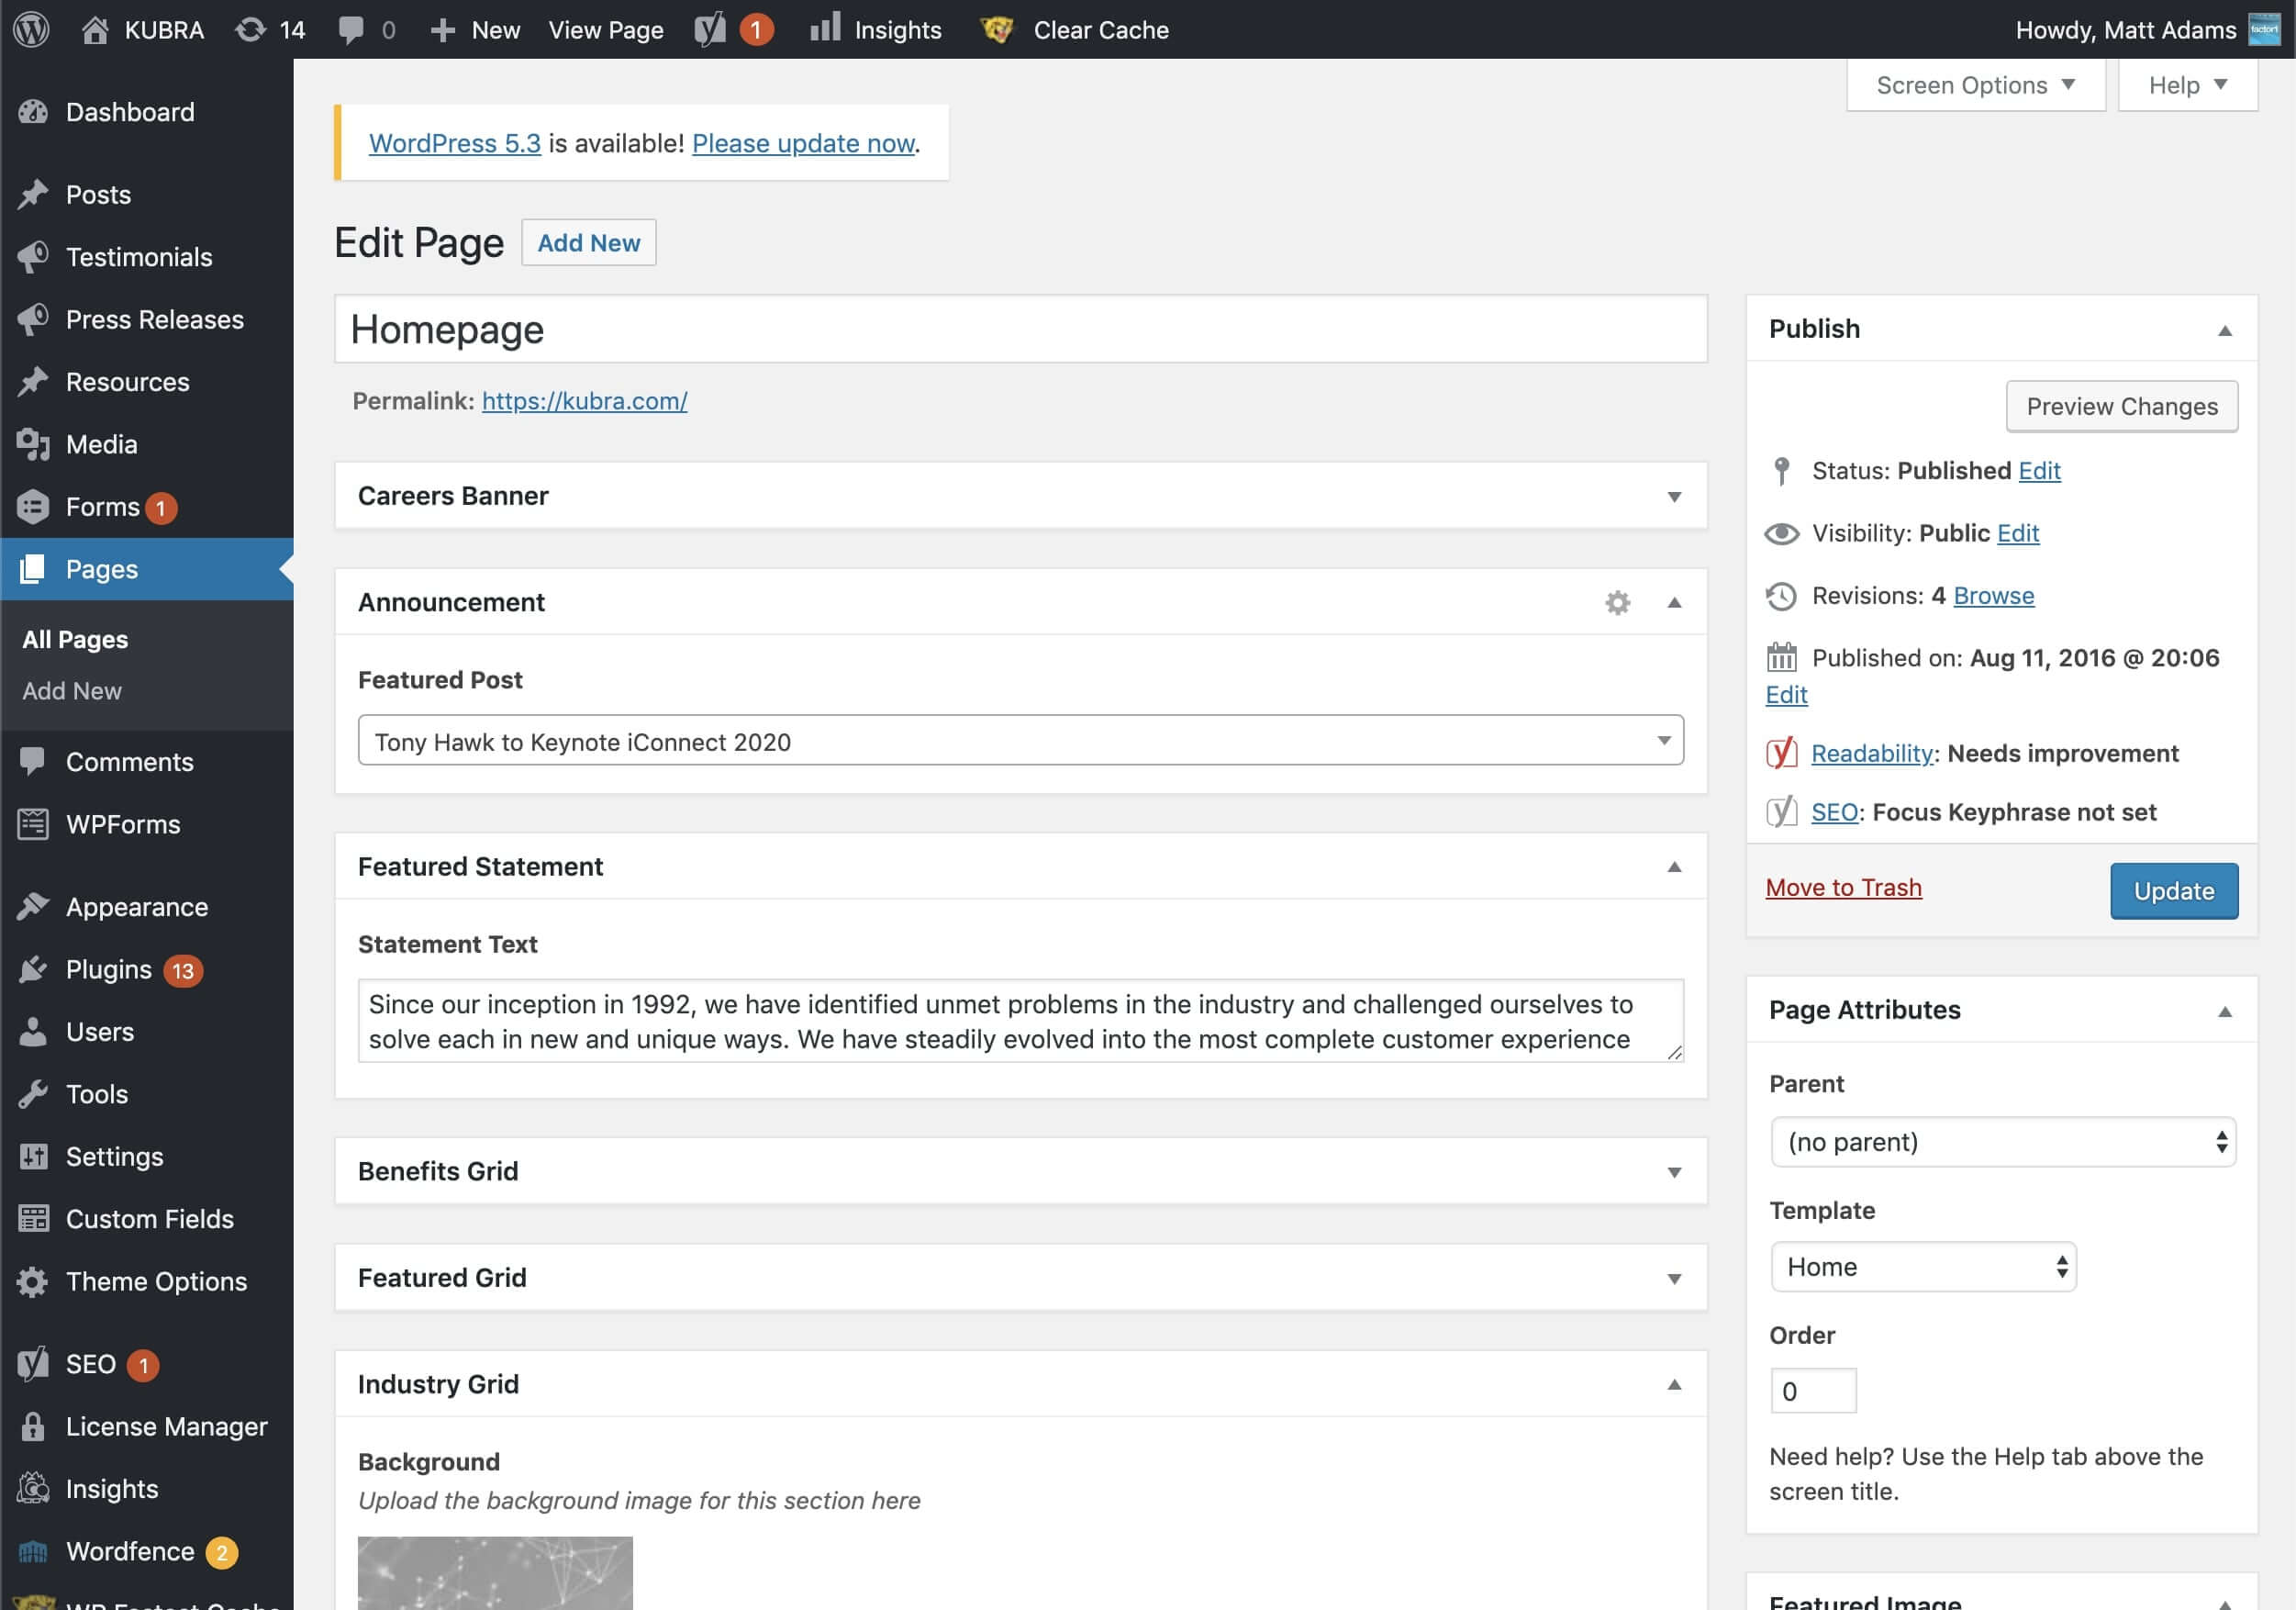 KUBRA 14 0 New View Page 1 Insights Clear Cache Howdy, Matt Adams factor1
Dashboard
Posts
Testimonials
Press Releases
Resources
Media
Forms 1
Pages
All Pages
Add New
Comments
WPForms
Appearance
Plugins 13
Users
Tools
Settings
Custom Fields
Theme Options
SEO 1
License Manager
Insights
Wordfence 2
WP Fastest Cache
Screen Options Help
WordPress 5.3 is available! Please update now.
Edit Page Add New
Homepage
Permalink: https://kubra.com/
Careers Banner
Announcement
Featured Post
Tony Hawk to Keynote iConnect 2020
Featured Statement
Statement Text
Since our inception in 1992, we have identified unmet problems in the industry and challenged ourselves to
solve each in new and unique ways. We have steadily evolved into the most complete customer experience
Benefits Grid
Featured Grid
Industry Grid
Background
Upload the background image for this section here
Publish
Preview Changes
Status: Published Edit
Visibility: Public Edit
Revisions: 4 Browse
Published on: Aug 11, 2016 @ 20:06
Edit
Readability: Needs improvement
SEO: Focus Keyphrase not set
Move to Trash Update
Page Attributes
Parent
(no parent)
Template
Home
Order
0
Need help? Use the Help tab above the
screen title.
Featured Image